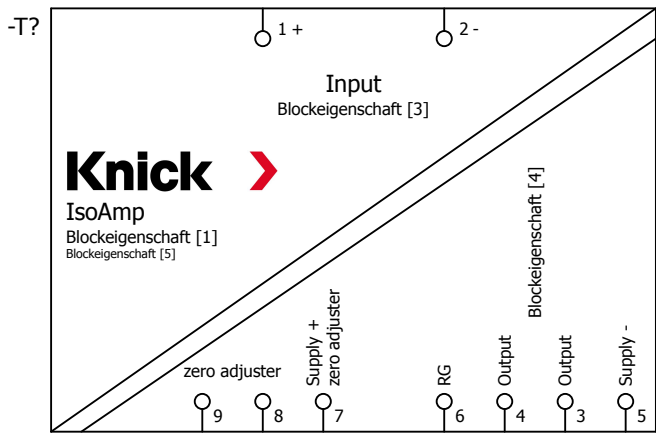 -T?
1 +
2 -
Input
Blockeigenschaft [3]
Knick
IsoAmp
Blockeigenschaft [1]
Blockeigenschaft [5]
Blockeigenschaft [4]
zero adjuster
Supply +
zero adjuster
RG
Output
Output
Supply -
9
8
7
6
4
3
5